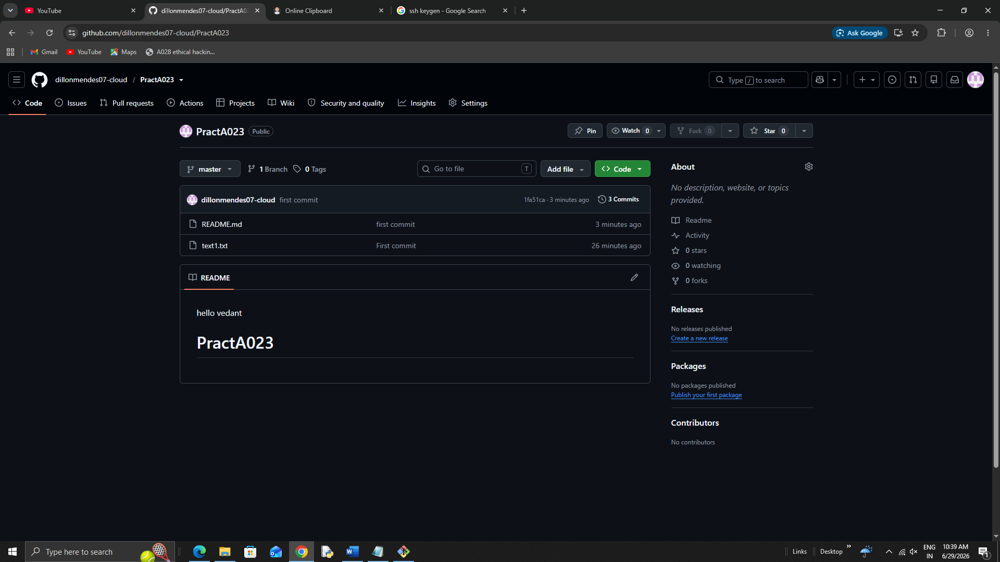 YouTube
dillonmendes07-cloud/PractA02
Online Clipboard
ssh keygen - Google Search
github.com/dillonmendes07-cloud/PractA023
Ask Google
Gmail
YouTube
Maps
A028 ethical hackin...
dillonmendes07-cloud / PractA023
Type / to search
Code
Issues
Pull requests
Actions
Projects
Wiki
Security and quality
Insights
Settings
PractA023 Public
Pin
Watch 0
Fork 0
Star 0
master
1 Branch
0 Tags
Go to file T
Add file
Code
dillonmendes07-cloud first commit
1fa51ca · 3 minutes ago
3 Commits
README.md first commit 3 minutes ago
text1.txt First commit 26 minutes ago
README
hello vedant
PractA023
About
No description, website, or topics
provided.
Readme
Activity
0 stars
0 watching
0 forks
Releases
No releases published
Create a new release
Packages
No packages published
Publish your first package
Contributors
No contributors
Type here to search
Links
Desktop
ENG
IN
10:39 AM
6/29/2026
1